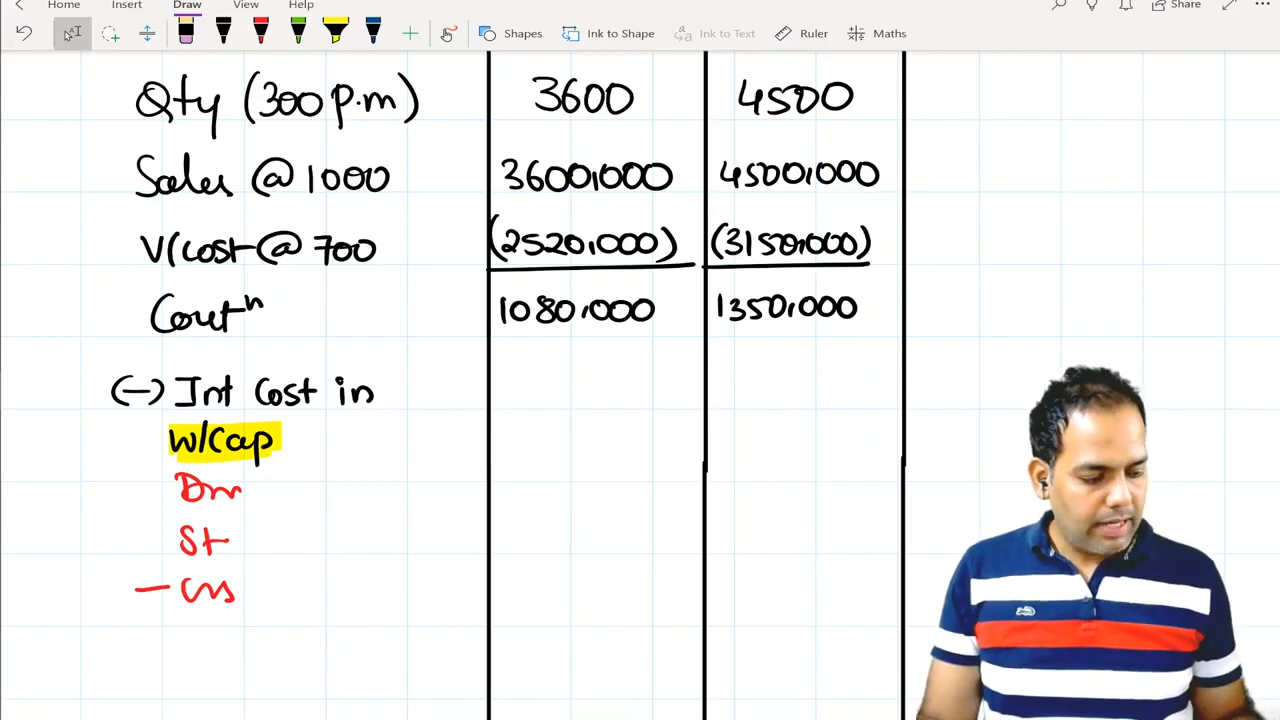 Home Insert Draw View Share
Shapes Ink to Shape Ink to Text Ruler Maths
Qty (300 p.m) 3600 4500
Sales @ 1000 3600,000 4500,000
V/cost @ 700 (2520,000) (3150,000)
Contⁿ 1080,000 1350,000
(−) Int Cost in
W/Cap
Drs
St
− Crs